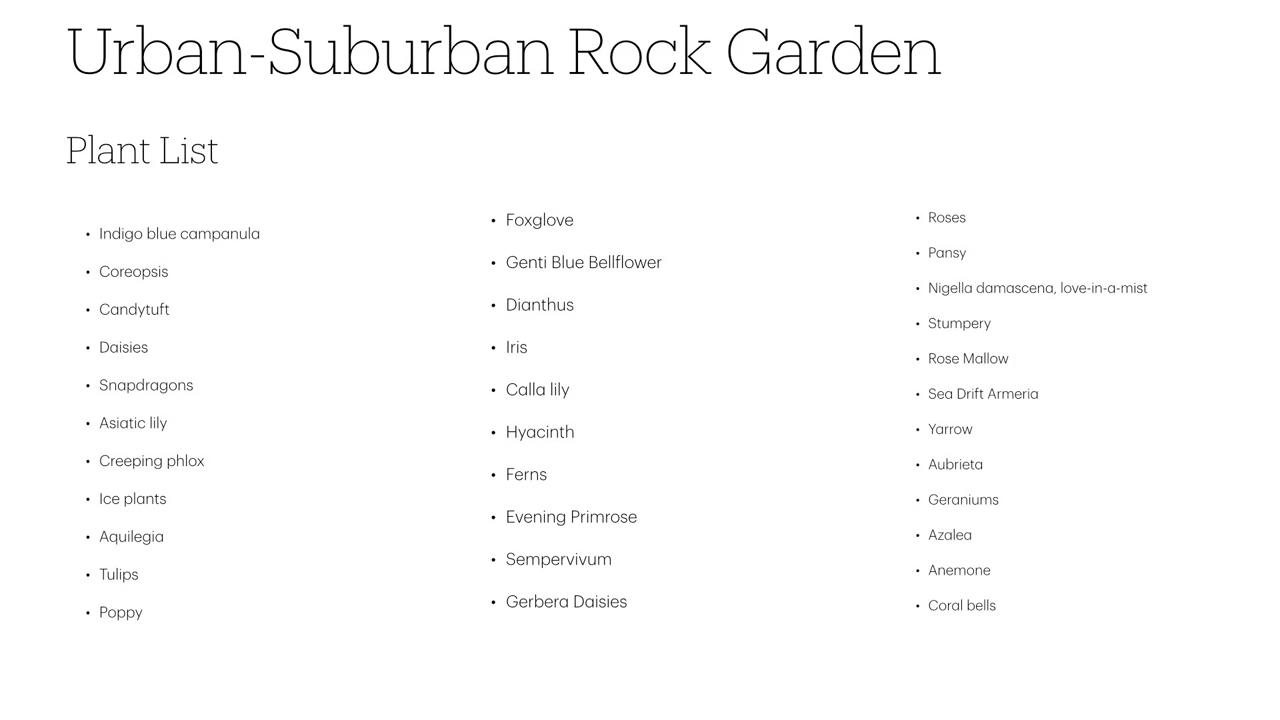 Urban-Suburban Rock Garden
Plant List
• Indigo blue campanula
• Coreopsis
• Candytuft
• Daisies
• Snapdragons
• Asiatic lily
• Creeping phlox
• Ice plants
• Aquilegia
• Tulips
• Poppy
• Foxglove
• Genti Blue Bellflower
• Dianthus
• Iris
• Calla lily
• Hyacinth
• Ferns
• Evening Primrose
• Sempervivum
• Gerbera Daisies
• Roses
• Pansy
• Nigella damascena, love-in-a-mist
• Stumpery
• Rose Mallow
• Sea Drift Armeria
• Yarrow
• Aubrieta
• Geraniums
• Azalea
• Anemone
• Coral bells